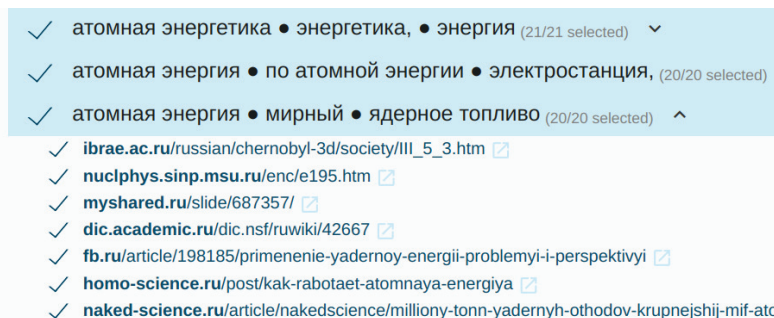 атомная энергетика ● энергетика, ● энергия (21/21 selected)
атомная энергия ● по атомной энергии ● электростанция, (20/20 selected)
атомная энергия ● мирный ● ядерное топливо (20/20 selected)
ibrae.ac.ru/russian/chernobyl-3d/society/III_5_3.htm
nuclphys.sinp.msu.ru/enc/e195.htm
myshared.ru/slide/687357/
dic.academic.ru/dic.nsf/ruwiki/42667
fb.ru/article/198185/primenenie-yadernoy-energii-problemyi-i-perspektivyi
homo-science.ru/post/kak-rabotaet-atomnaya-energiya
naked-science.ru/article/nakedscience/milliony-tonn-yadernyh-othodov-krupnejshij-mif-ato